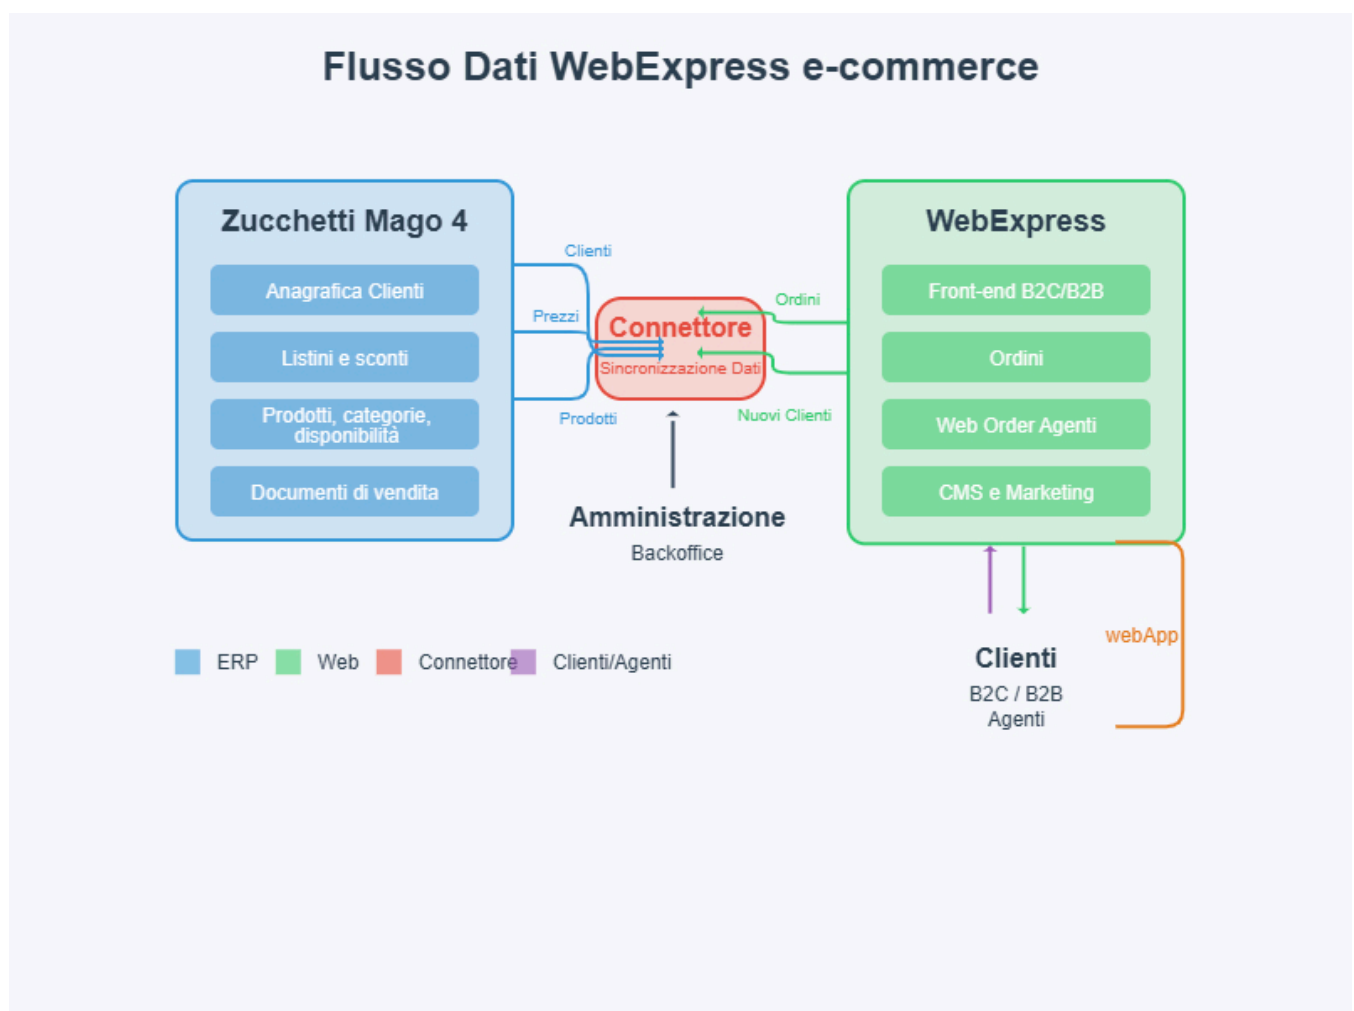 Flusso Dati WebExpress e-commerce
Zucchetti Mago 4
Anagrafica Clienti
Listini e sconti
Prodotti, categorie,
disponibilità
Documenti di vendita
Clienti
Prezzi
Prodotti
Connettore
Sincronizzazione Dati
Ordini
Nuovi Clienti
Amministrazione
Backoffice
WebExpress
Front-end B2C/B2B
Ordini
Web Order Agenti
CMS e Marketing
webApp
Clienti
B2C / B2B
Agenti
ERP
Web
Connettore
Clienti/Agenti